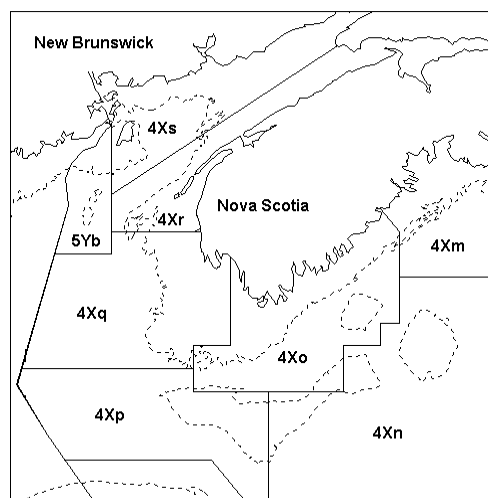 New Brunswick
4Xs
Nova Scotia
4Xr
5Yb
4Xm
4Xq
4Xo
4Xp
4Xn